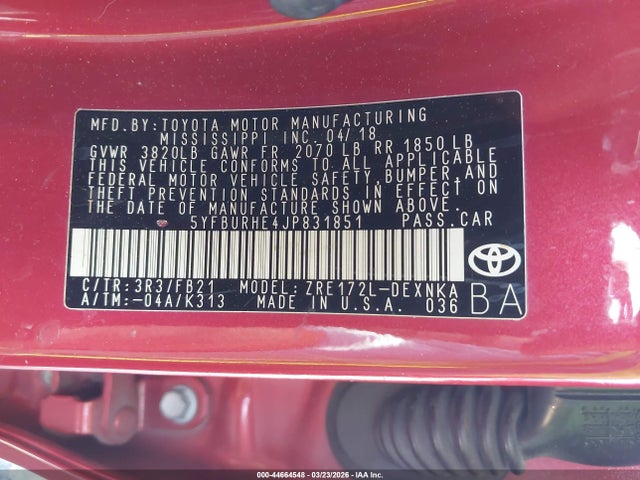 MFD.BY:TOYOTA MOTOR MANUFACTURING
MISSISSIPPI, INC. 04/18
GVWR 3820LB GAWR FR 2070 LB RR 1850 LB
THIS VEHICLE CONFORMS TO ALL APPLICABLE
FEDERAL MOTOR VEHICLE SAFETY, BUMPER, AND
THEFT PREVENTION STANDARDS IN EFFECT ON
THE DATE OF MANUFACTURE SHOWN ABOVE.
5YFBURHE4JP831851 PASS.CAR
C/TR:3R3/FB21 MODEL:ZRE172L-DEXNKA
A/TM:-04A/K313 MADE IN U.S.A. 036
BA
000-44664548 - 03/23/2026 - IAA Inc.